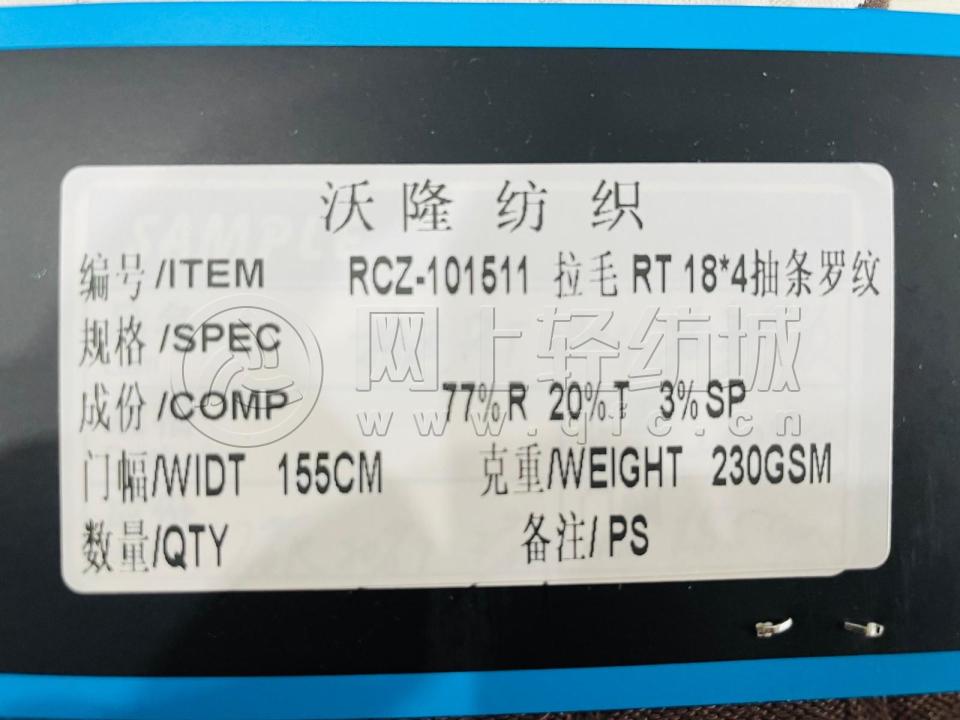 沃隆纺织
编号/ITEM RCZ-101511 拉毛 RT 18*4抽条罗纹
规格/SPEC
成份/COMP 77%R 20%T 3%SP
门幅/WIDT 155CM 克重/WEIGHT 230GSM
数量/QTY 备注/PS
SAMPLE
网上轻纺城
www.qfc.cn